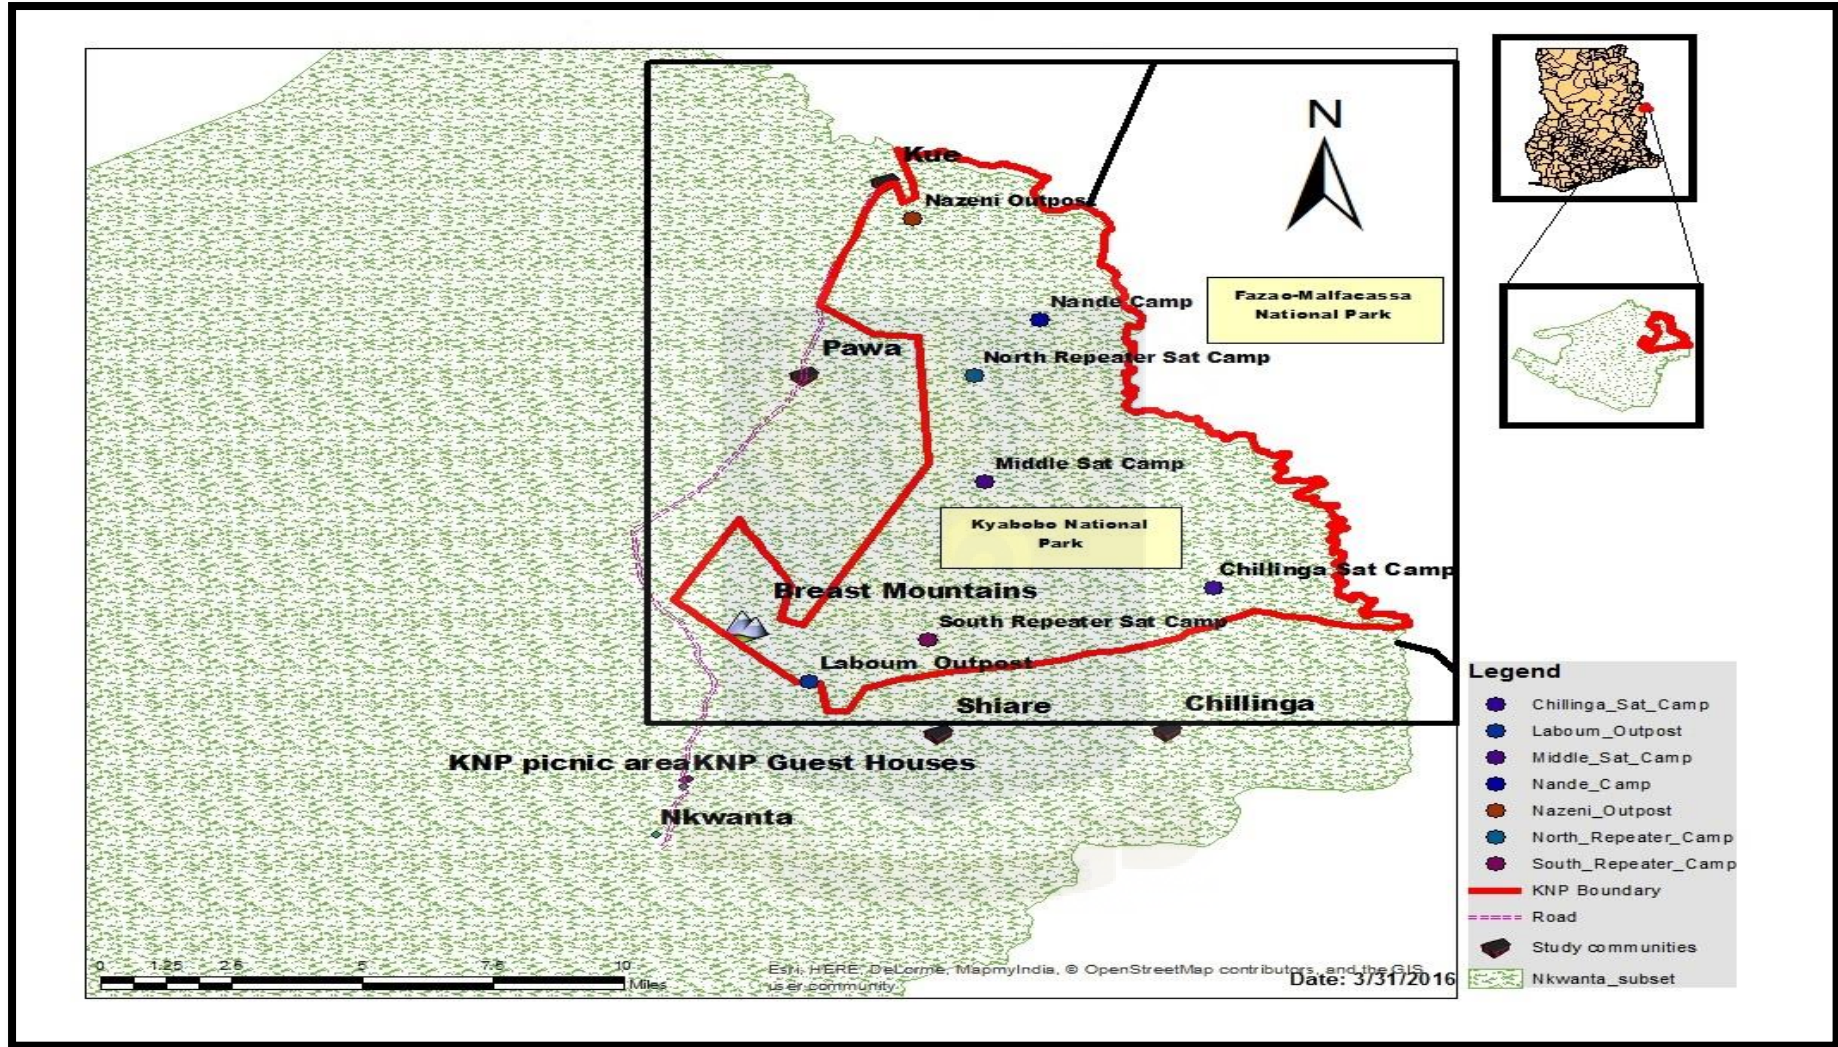 N
Kue
Nazeni Outpost
Nande Camp
Fazao-Malfacassa
National Park
Pawa
North Repeater Sat Camp
Middle Sat Camp
Kyabobo National
Park
Chillinga Sat Camp
Breast Mountains
South Repeater Sat Camp
Laboum Outpost
Shiare
Chillinga
KNP picnic area
KNP Guest Houses
Nkwanta
Legend
Chillinga_Sat_Camp
Laboum_Outpost
Middle_Sat_Camp
Nande_Camp
Nazeni_Outpost
North_Repeater_Camp
South_Repeater_Camp
KNP Boundary
Road
Study communities
Nkwanta_subset
0 1.25 2.5 5 7.5 10
Miles
Esri, HERE, DeLorme, MapmyIndia, © OpenStreetMap contributors, and the GIS
user community
Date: 3/31/2016